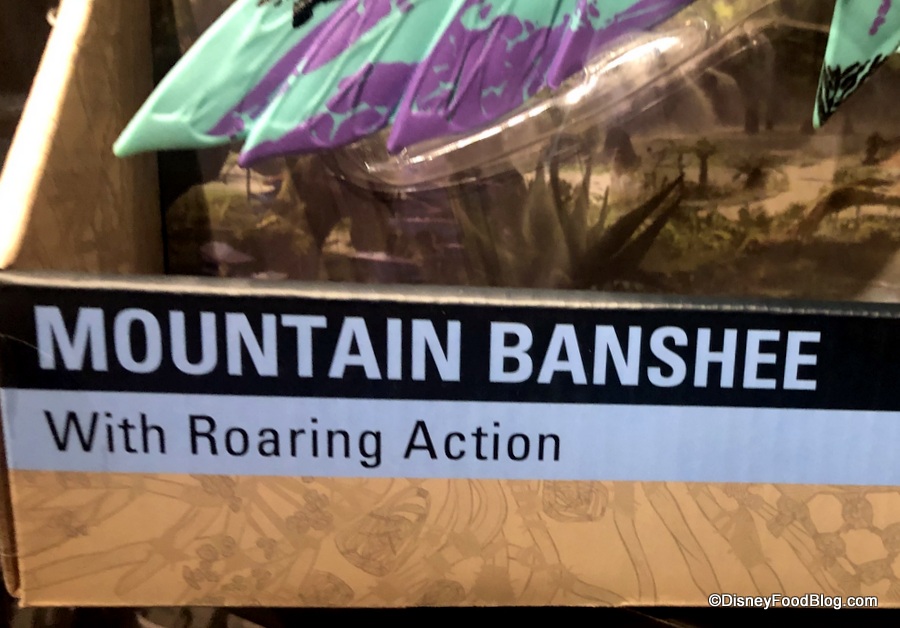 MOUNTAIN BANSHEE
With Roaring Action
©DisneyFoodBlog.com